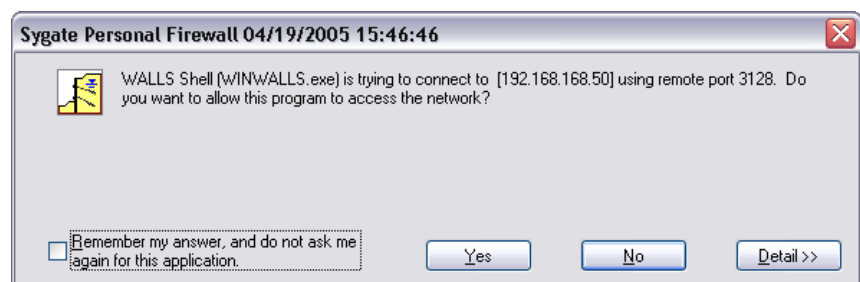 Sygate Personal Firewall 04/19/2005 15:46:46
WALLS Shell (WINWALLS.exe) is trying to connect to  [192.168.168.50] using remote port 3128.  Do
you want to allow this program to access the network?
Remember my answer, and do not ask me
again for this application.
Yes
No
Detail >>